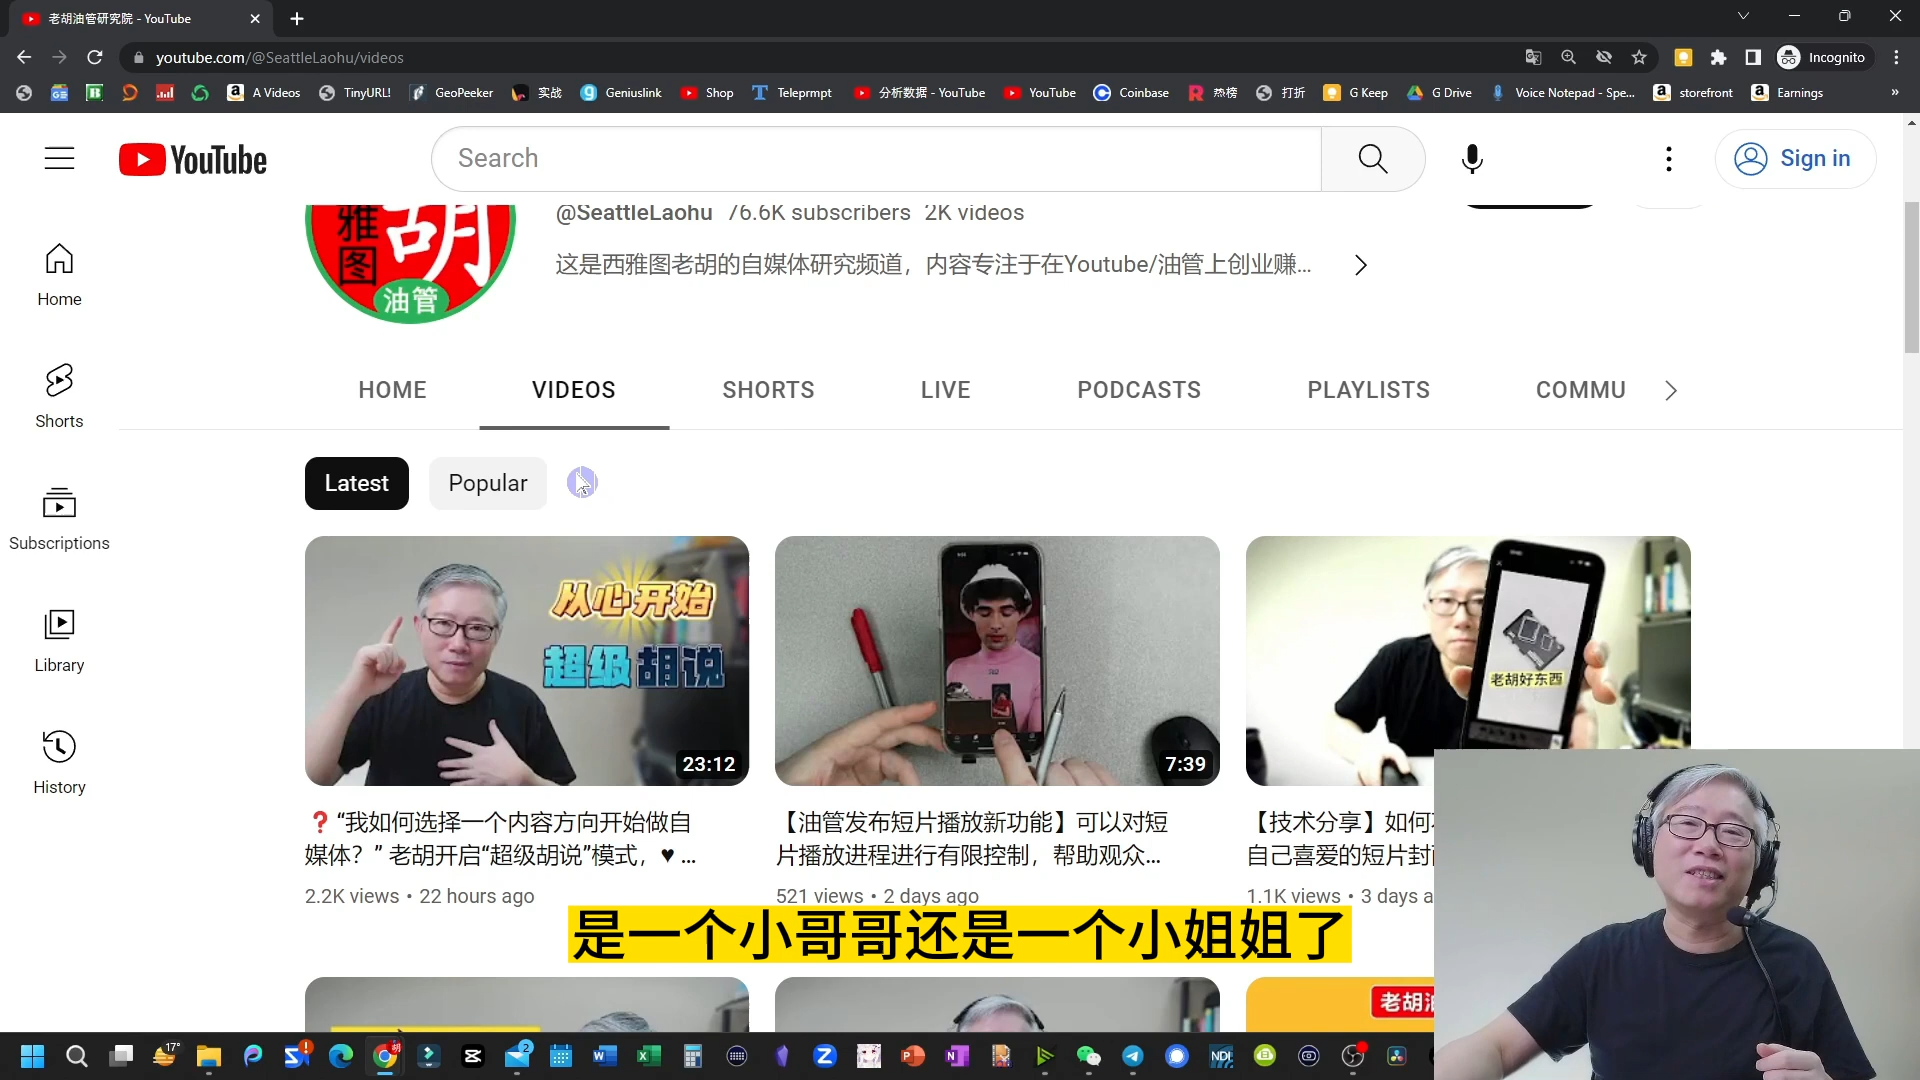 老胡油管研究院 - YouTube
youtube.com/@SeattleLaohu/videos
Incognito
A Videos
TinyURL!
GeoPeeker
实战
Geniuslink
Shop
Teleprmpt
分析数据 - YouTube
YouTube
Coinbase
热榜
打折
G Keep
G Drive
Voice Notepad - Spe...
storefront
Earnings
»
YouTube
Search
Sign in
雅图
胡
油管
@SeattleLaohu 76.6K subscribers 2K videos
这是西雅图老胡的自媒体研究频道，内容专注于在Youtube/油管上创业赚...
Home
Shorts
Subscriptions
Library
History
HOME
VIDEOS
SHORTS
LIVE
PODCASTS
PLAYLISTS
COMMU
Latest
Popular
从心开始
超级胡说
23:12
7:39
老胡好东西
❓“我如何选择一个内容方向开始做自
媒体？” 老胡开启“超级胡说”模式，♥ ...
2.2K views • 22 hours ago
【油管发布短片播放新功能】可以对短
片播放进程进行有限控制，帮助观众...
521 views • 2 days ago
【技术分享】如何
自己喜爱的短片封
1.1K views • 3 days a
是一个小哥哥还是一个小姐姐了
老胡
17°
2
NDI